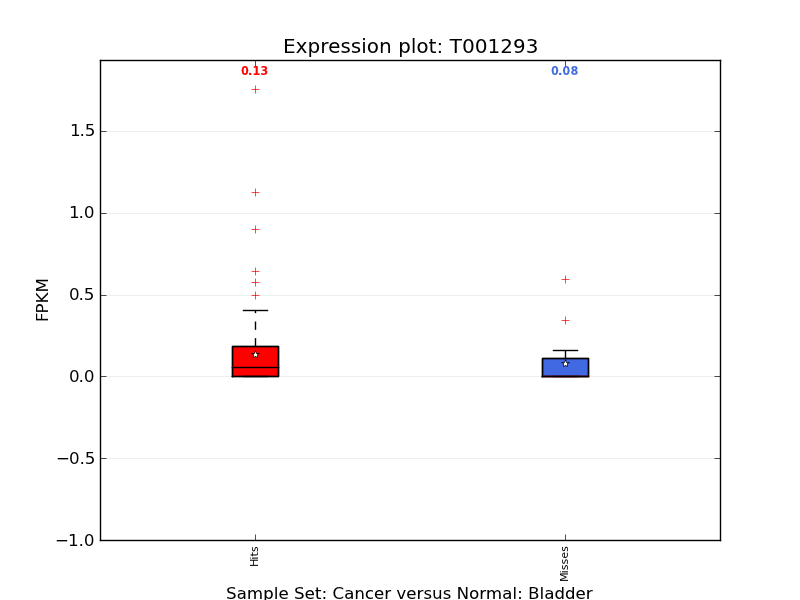 Expression plot: T001293
0.13
0.08
1.5
1.0
0.5
0.0
−0.5
−1.0
FPKM
Hits
Misses
Sample Set: Cancer versus Normal: Bladder